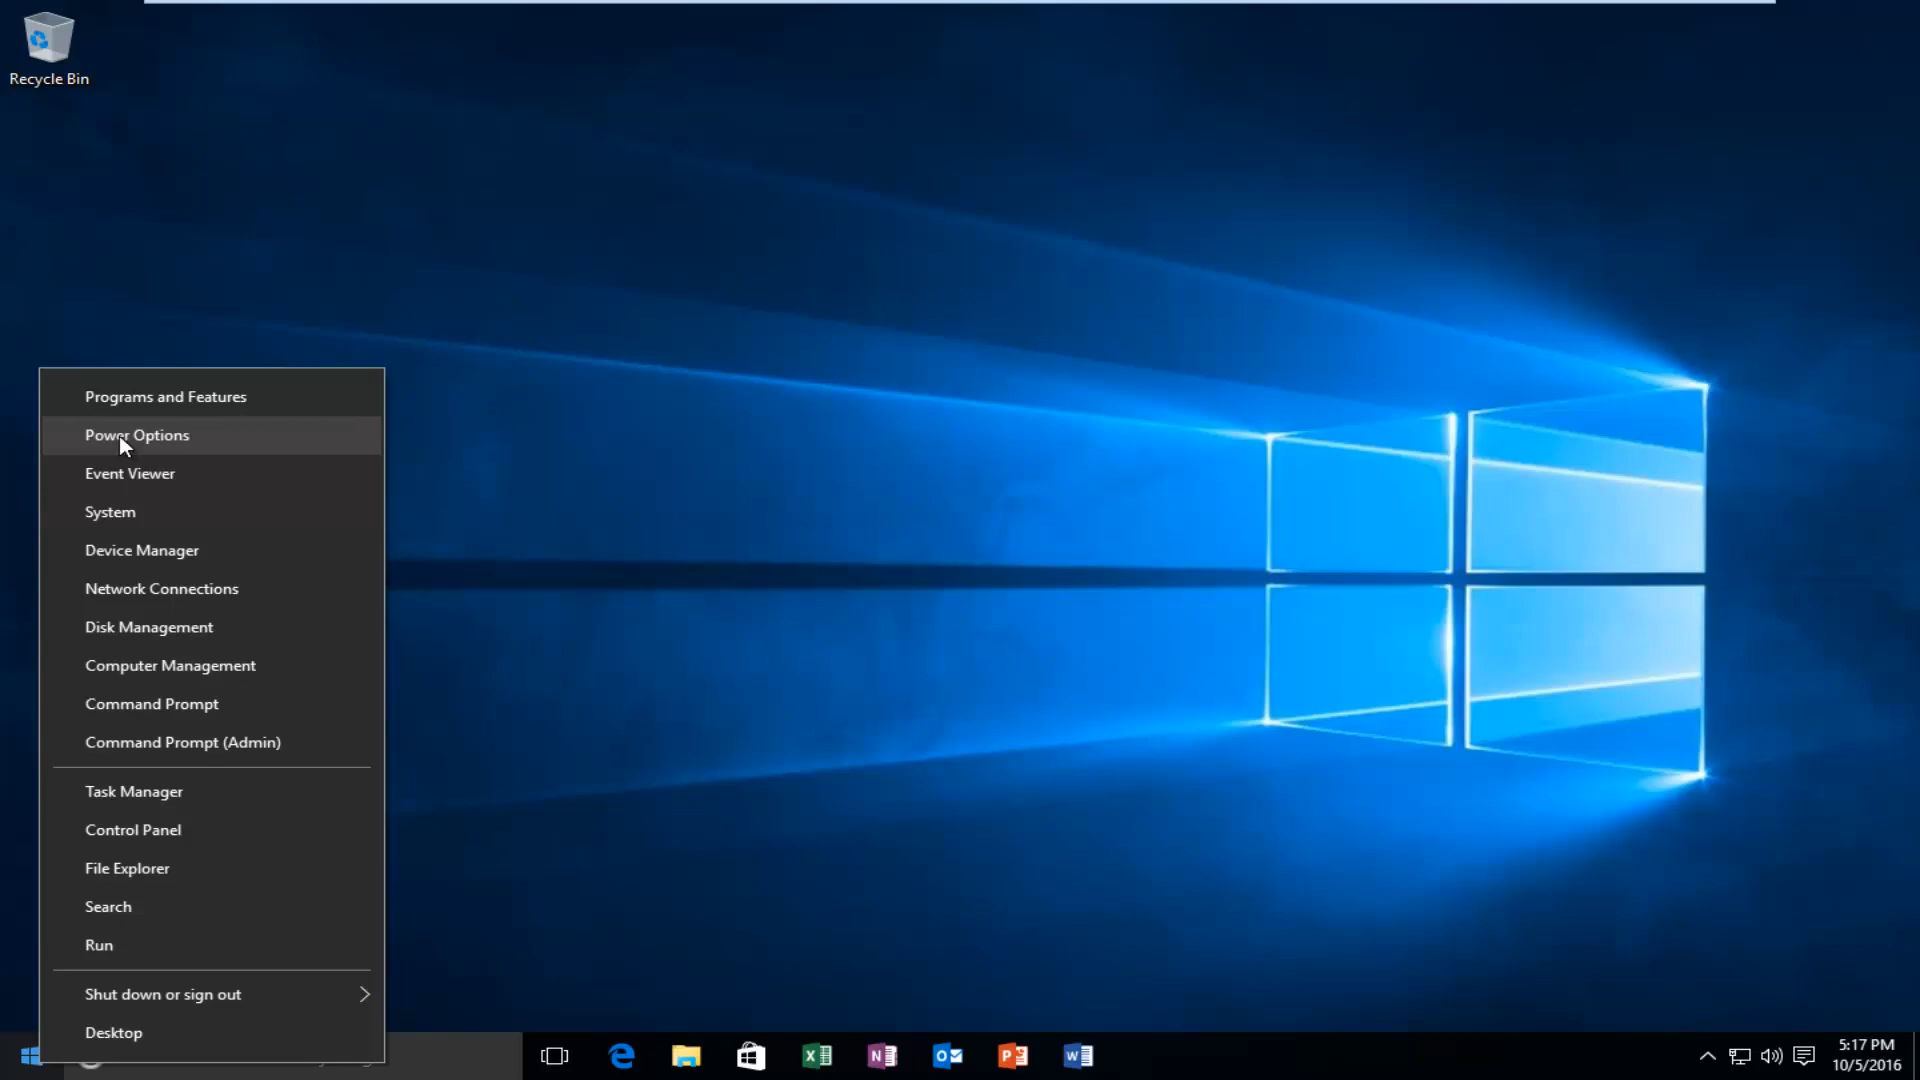 Recycle Bin
Programs and Features
Power Options
Event Viewer
System
Device Manager
Network Connections
Disk Management
Computer Management
Command Prompt
Command Prompt (Admin)
Task Manager
Control Panel
File Explorer
Search
Run
Shut down or sign out
Desktop
X
N
O
P
W
5:17 PM
10/5/2016